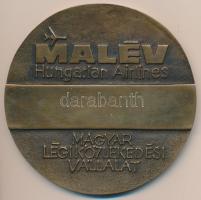 MALÉV
Hungarian Airlines
darabanth
MAGYAR
LÉGIKÖZLEKEDÉSI
VÁLLALAT